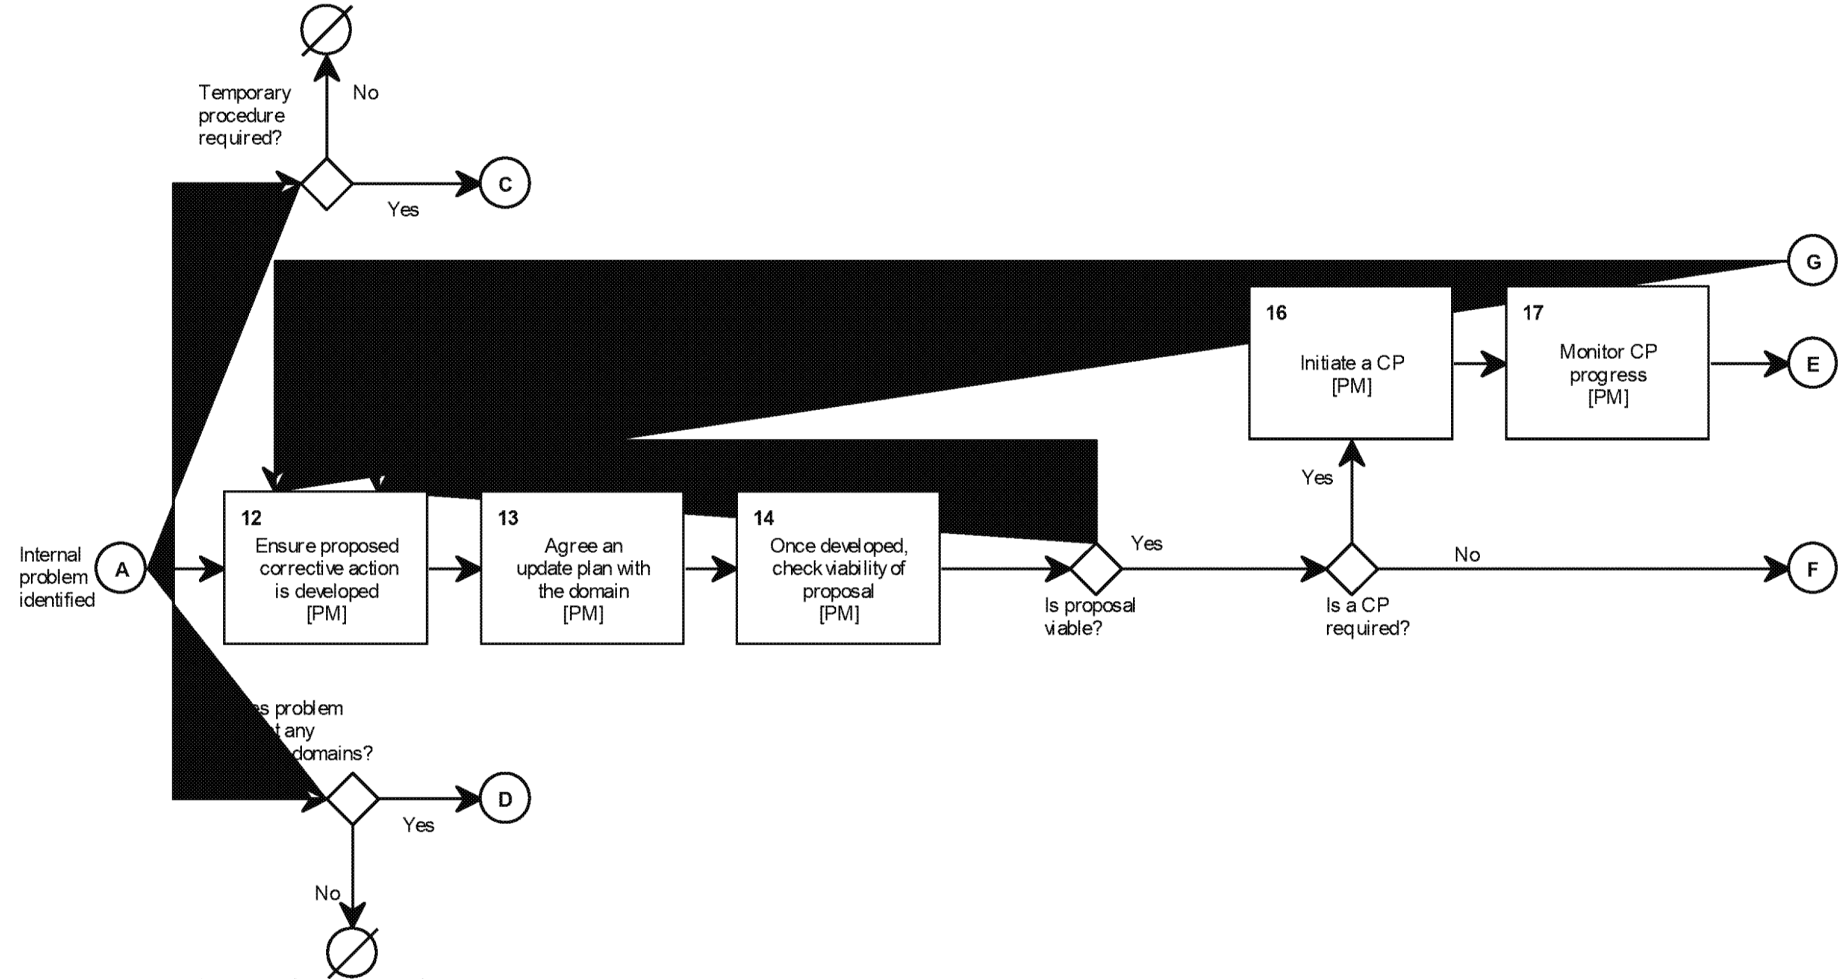 Temporary
procedure
required?
No
C
Yes
G
16
Initiate a CP
[PM]
17
Monitor CP
progress
[PM]
E
Yes
Internal
problem
identified
A
12
Ensure proposed
corrective action
is developed
[PM]
13
Agree an
update plan with
the domain
[PM]
14
Once developed,
check viability of
proposal
[PM]
Yes
Is proposal
viable?
Is a CP
required?
No
F
problem
any
domains?
D
Yes
No